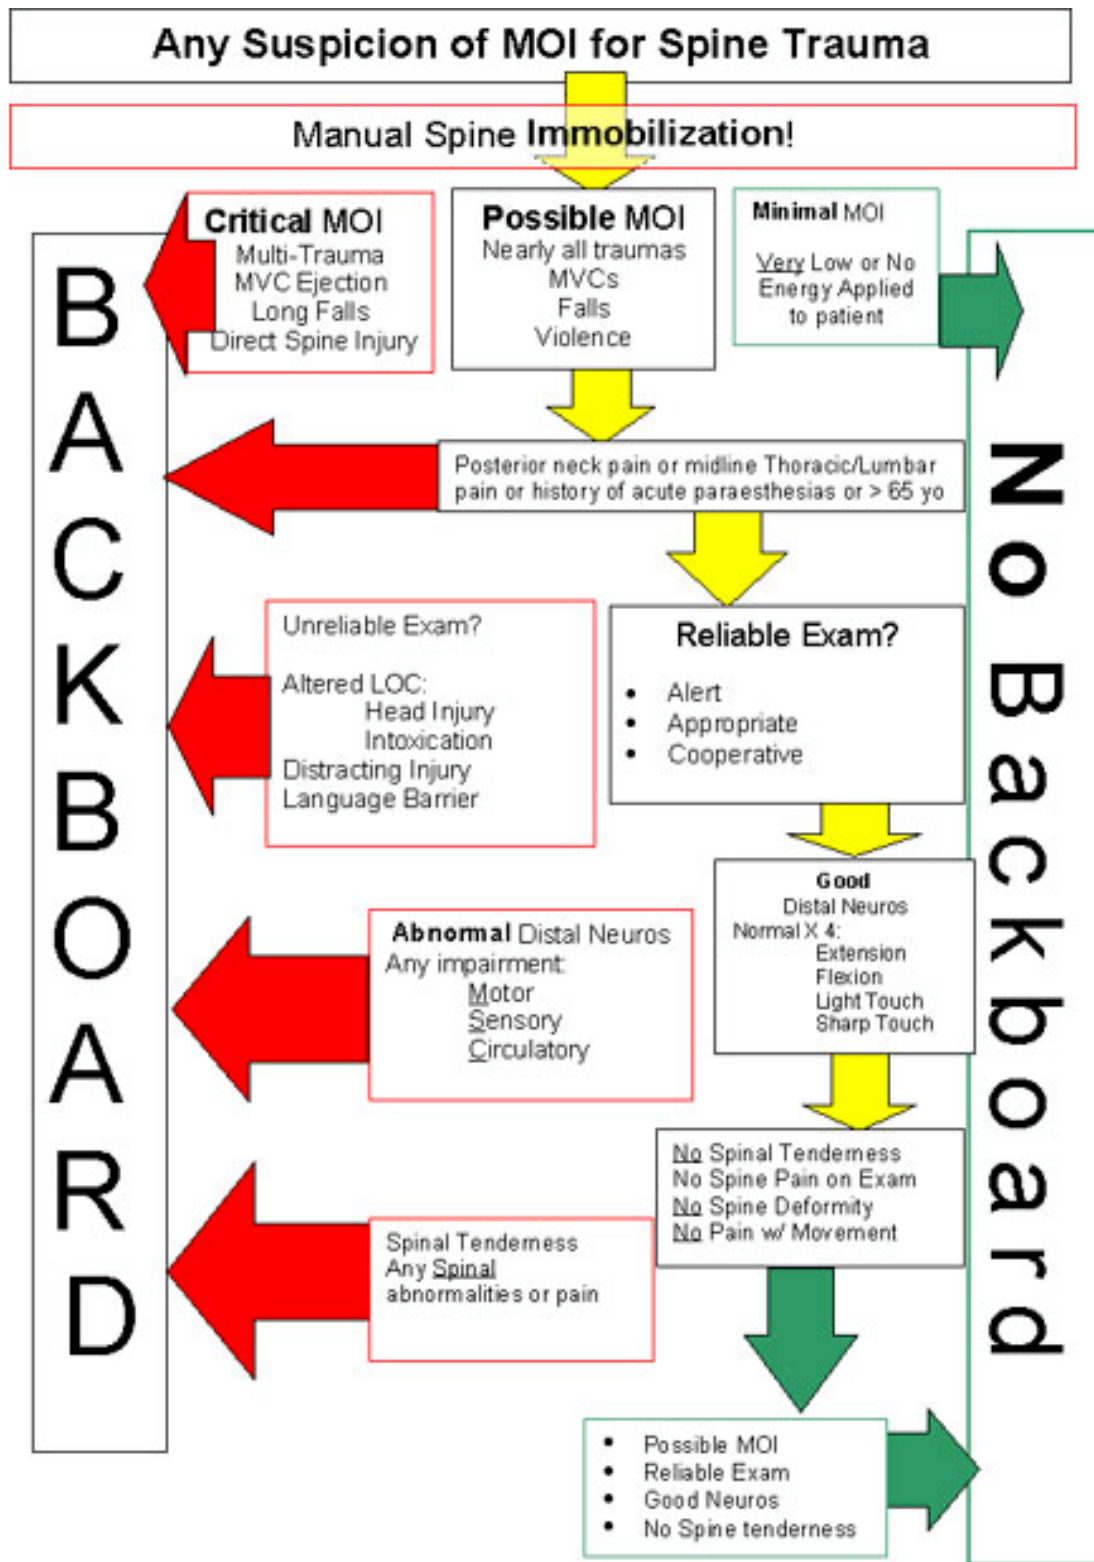 Any Suspicion of MOI for Spine Trauma
Manual Spine Immobilization!
Critical MOI
Multi-Trauma
MVC Ejection
Long Falls
Direct Spine Injury
Possible MOI
Nearly all traumas
MVCs
Falls
Violence
Minimal MOI
Very Low or No
Energy Applied
to patient
BACKBOARD
No Backboard
Posterior neck pain or midline Thoracic/Lumbar
pain or history of acute paraesthesias or > 65 yo
Unreliable Exam?
Altered LOC:
Head Injury
Intoxication
Distracting Injury
Language Barrier
Reliable Exam?
• Alert
• Appropriate
• Cooperative
Good
Distal Neuros
Normal X 4:
Extension
Flexion
Light Touch
Sharp Touch
Abnormal Distal Neuros
Any impairment:
Motor
Sensory
Circulatory
No Spinal Tenderness
No Spine Pain on Exam
No Spine Deformity
No Pain w/ Movement
Spinal Tenderness
Any Spinal
abnormalities or pain
• Possible MOI
• Reliable Exam
• Good Neuros
• No Spine tenderness